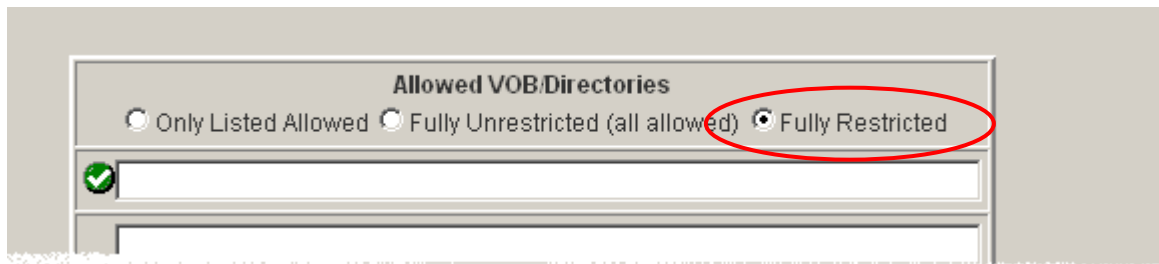 Allowed VOB/Directories
Only Listed Allowed Fully Unrestricted (all allowed) Fully Restricted